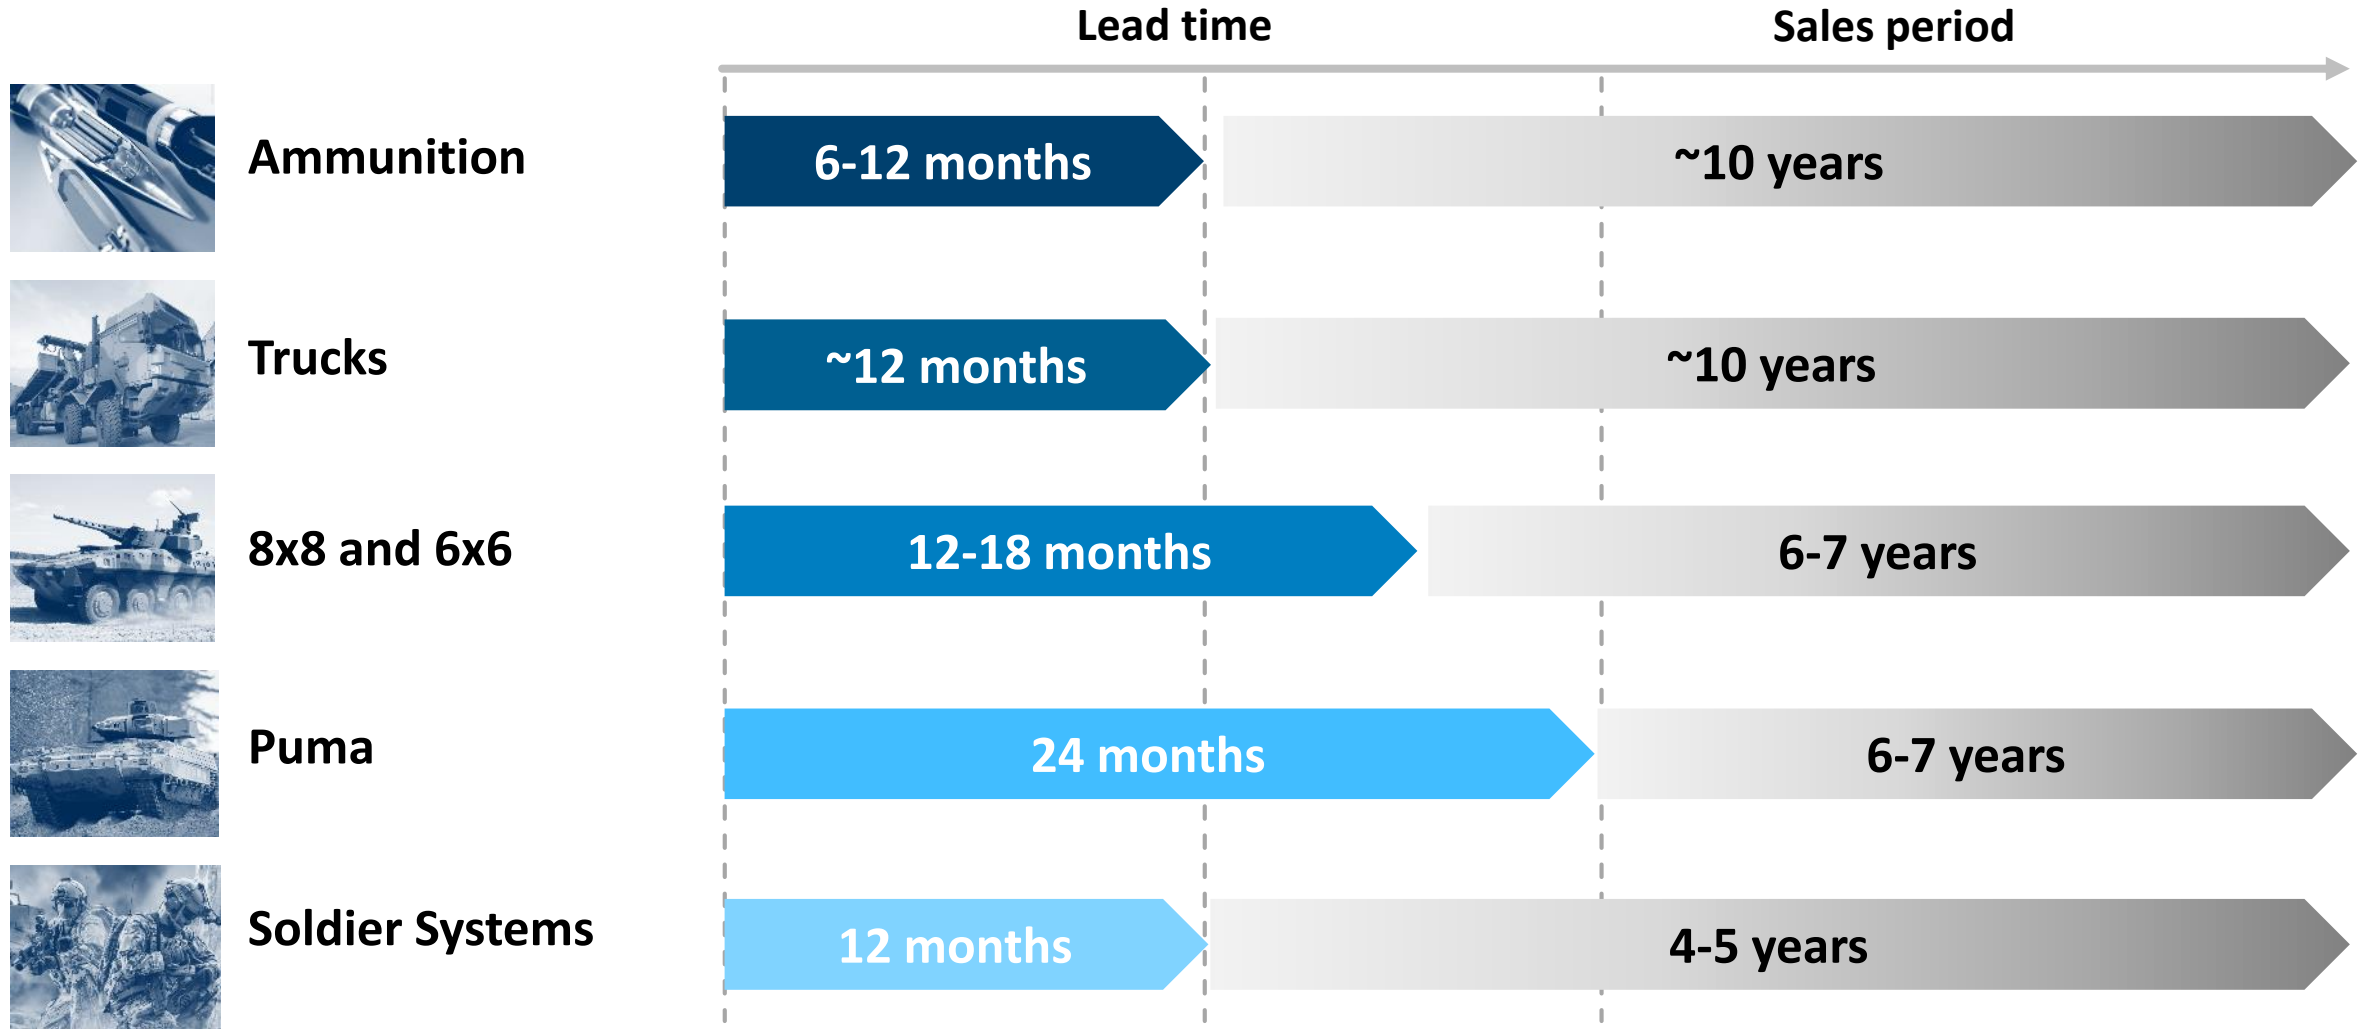 Lead time
Sales period
Ammunition
6-12 months
~10 years
Trucks
~12 months
~10 years
8x8 and 6x6
12-18 months
6-7 years
Puma
24 months
6-7 years
Soldier Systems
12 months
4-5 years